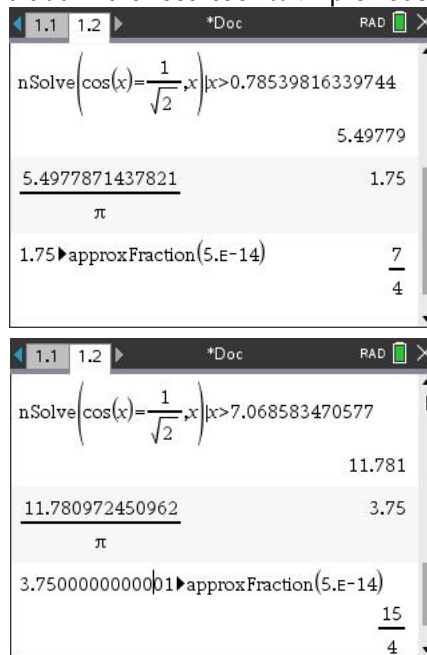 1.1 1.2 *Doc RAD
nSolve(cos(x)=1/√2,x)|x>0.78539816339744
5.49779
5.4977871437821/π 1.75
1.75▶approxFraction(5.E-14) 7/4
1.1 1.2 *Doc RAD
nSolve(cos(x)=1/√2,x)|x>7.068583470577
11.781
11.780972450962/π 3.75
3.7500000000001▶approxFraction(5.E-14)
15/4